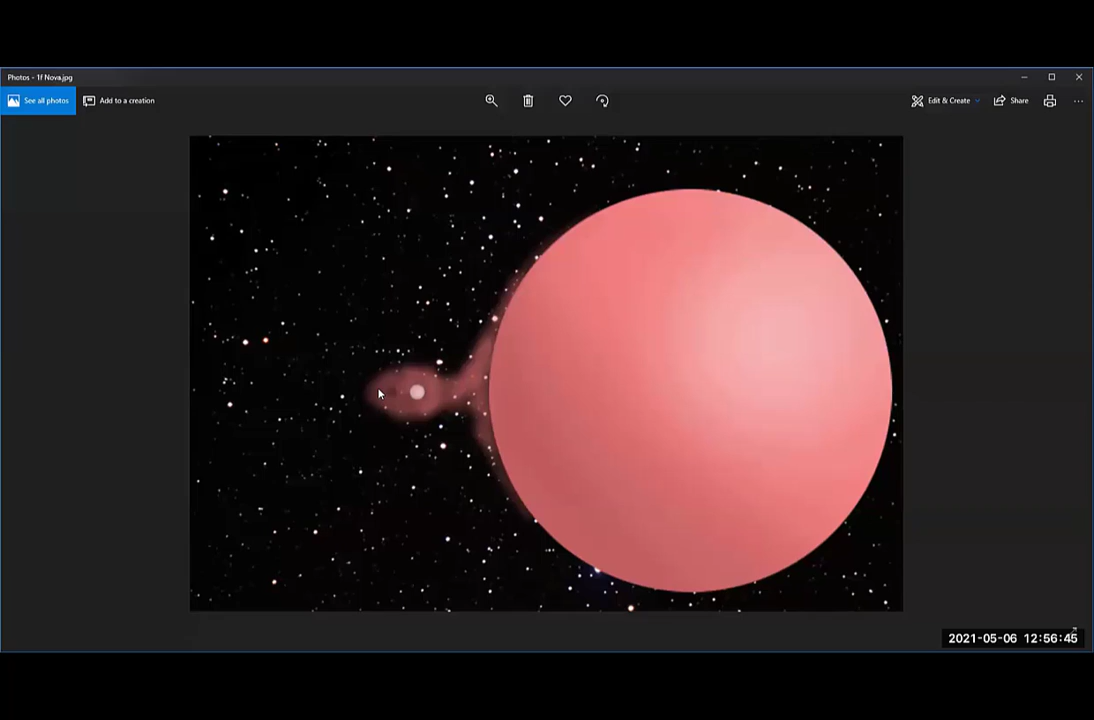 Photos - 1f Nova.jpg
See all photos
Add to a creation
Edit & Create
Share
2021-05-06 12:56:45